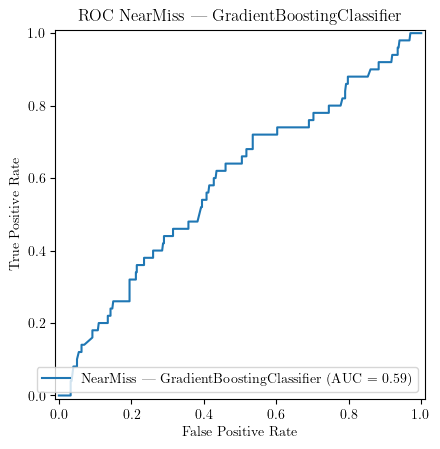 ROC NearMiss — GradientBoostingClassifier
True Positive Rate
1.0
0.8
0.6
0.4
0.2
0.0
NearMiss — GradientBoostingClassifier (AUC = 0.59)
0.0 0.2 0.4 0.6 0.8 1.0
False Positive Rate